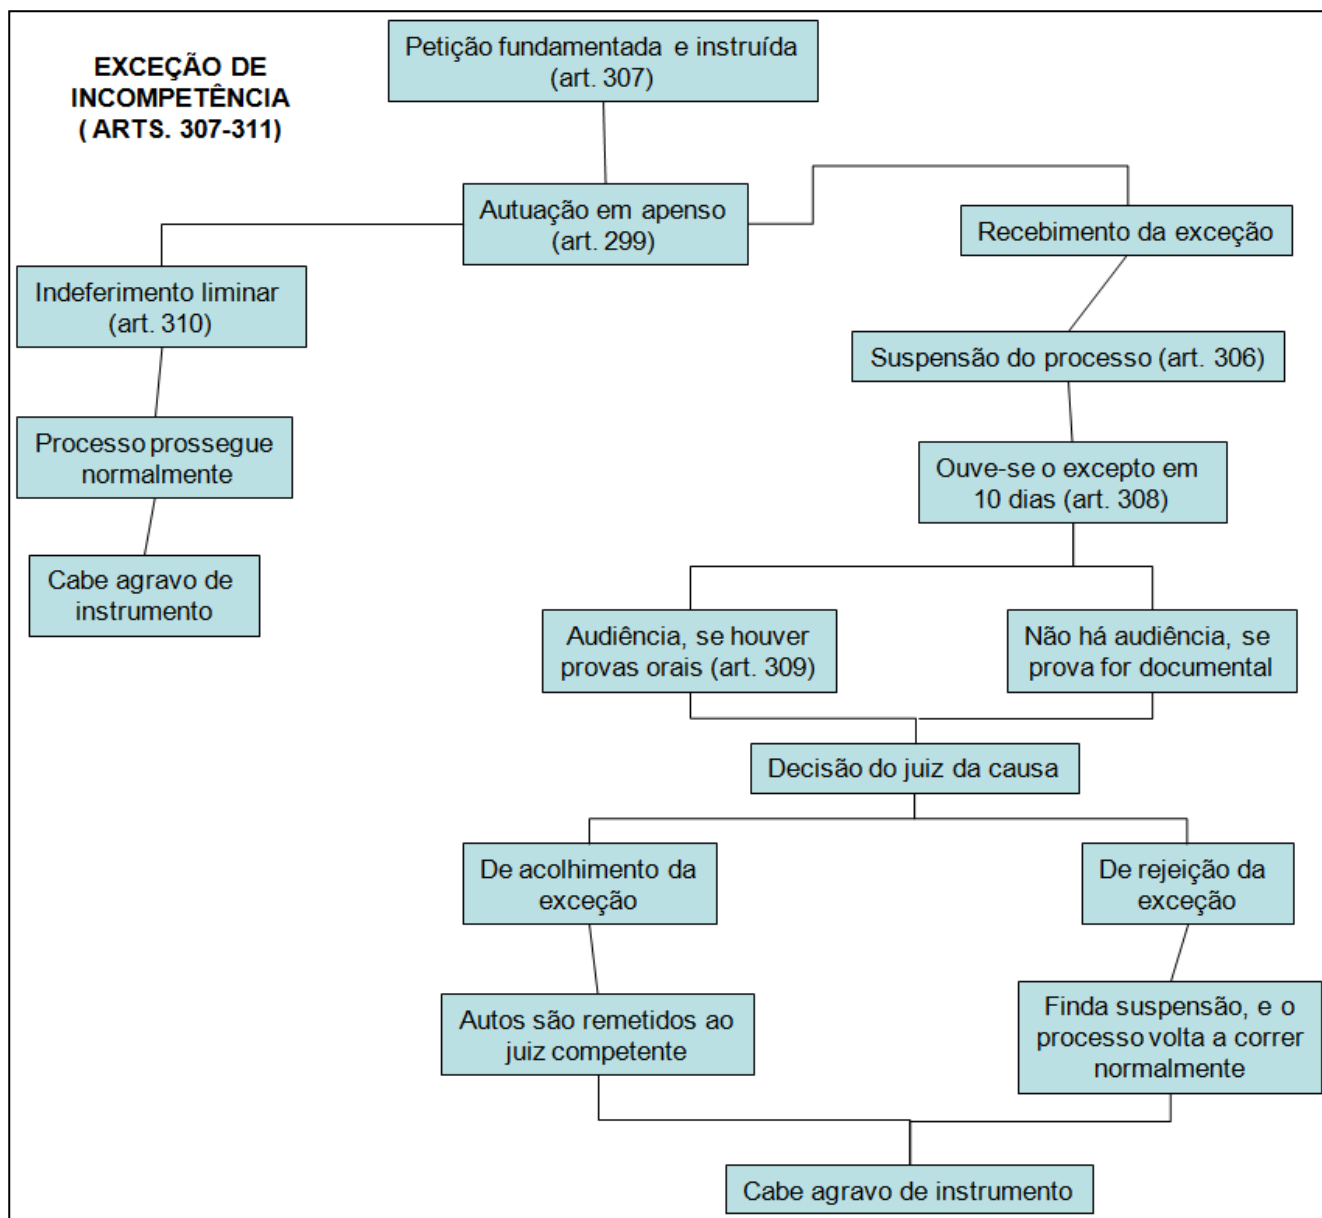 EXCEÇÃO DE
INCOMPETÊNCIA
( ARTS. 307-311)
Petição fundamentada e instruída
(art. 307)
Autuação em apenso
(art. 299)
Recebimento da exceção
Indeferimento liminar
(art. 310)
Suspensão do processo (art. 306)
Processo prossegue
normalmente
Ouve-se o excepto em
10 dias (art. 308)
Cabe agravo de
instrumento
Audiência, se houver
provas orais (art. 309)
Não há audiência, se
prova for documental
Decisão do juiz da causa
De acolhimento da
exceção
De rejeição da
exceção
Autos são remetidos ao
juiz competente
Finda suspensão, e o
processo volta a correr
normalmente
Cabe agravo de instrumento